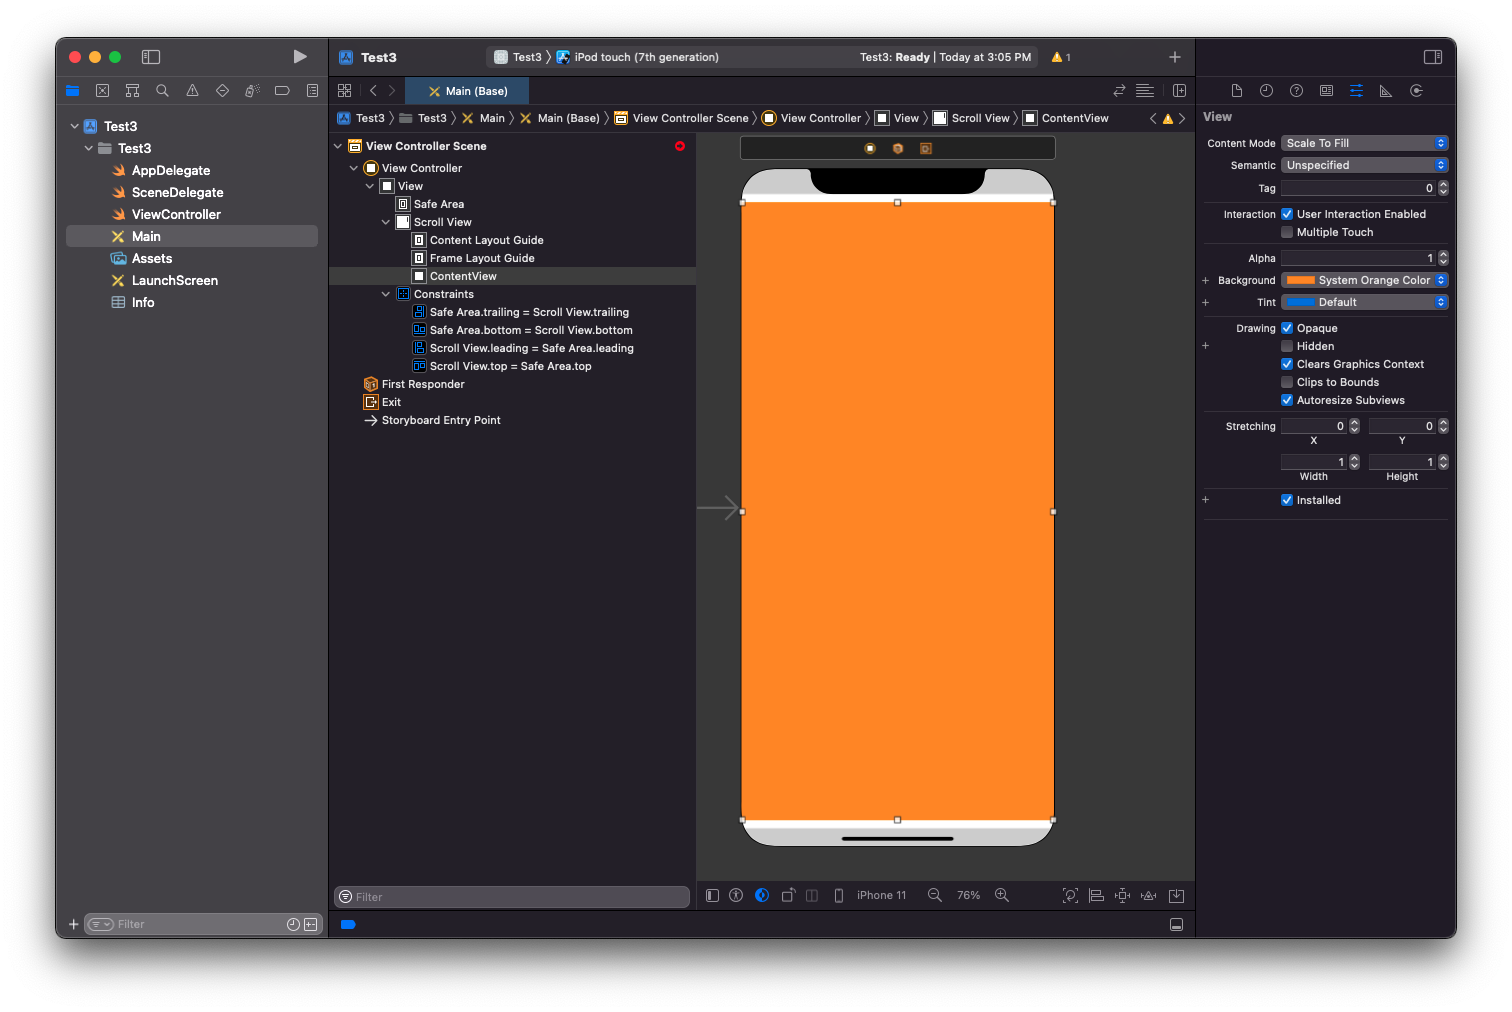 Test3
Test3
AppDelegate
SceneDelegate
ViewController
Main
Assets
LaunchScreen
Info
Filter
Test3
Test3 iPod touch (7th generation)
Test3: Ready | Today at 3:05 PM
1
Main (Base)
Test3 Test3 Main Main (Base) View Controller Scene View Controller View Scroll View ContentView
View Controller Scene
View Controller
View
Safe Area
Scroll View
Content Layout Guide
Frame Layout Guide
ContentView
Constraints
Safe Area.trailing = Scroll View.trailing
Safe Area.bottom = Scroll View.bottom
Scroll View.leading = Safe Area.leading
Scroll View.top = Safe Area.top
First Responder
Exit
Storyboard Entry Point
Filter
iPhone 11
76%
View
Content Mode Scale To Fill
Semantic Unspecified
Tag 0
Interaction User Interaction Enabled
Multiple Touch
Alpha 1
+ Background System Orange Color
+ Tint Default
Drawing Opaque
+ Hidden
Clears Graphics Context
Clips to Bounds
Autoresize Subviews
Stretching 0 0
X Y
1 1
Width Height
+ Installed